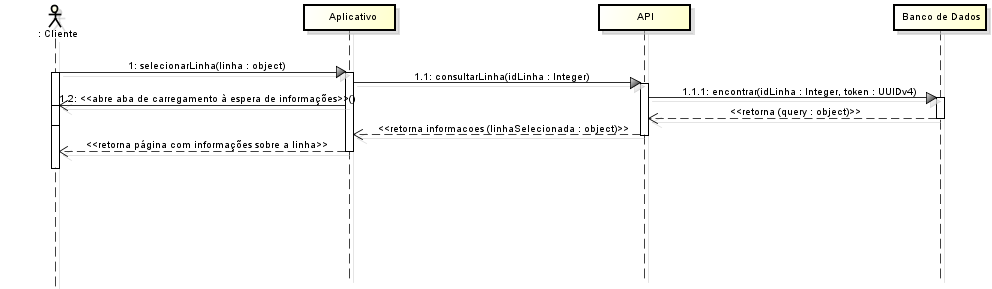 Aplicativo
API
Banco de Dados
: Cliente
1: selecionarLinha(linha : object)
1.1: consultarLinha(idLinha : Integer)
1.1.1: encontrar(idLinha : Integer, token : UUIDv4)
1.2: <<abre aba de carregamento à espera de informações>>()
<<retorna (query : object)>>
<<retorna informacoes (linhaSelecionada : object)>>
<<retorna página com informações sobre a linha>>